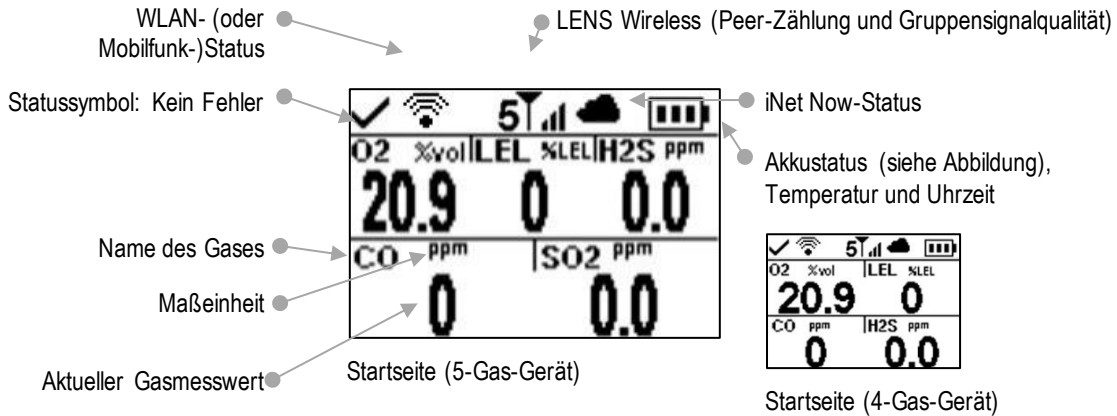 WLAN- (oder
Mobilfunk-)Status
LENS Wireless (Peer-Zählung und Gruppensignalqualität)
Statussymbol: Kein Fehler
iNet Now-Status
Akkustatus (siehe Abbildung),
Temperatur und Uhrzeit
5
O2 %vol LEL %LEL H2S ppm
20.9 0 0.0
Name des Gases
CO ppm SO2 ppm
Maßeinheit
0 0.0
Aktueller Gasmesswert
Startseite (5-Gas-Gerät)
5
O2 %vol LEL %LEL
20.9 0
CO ppm H2S ppm
0 0.0
Startseite (4-Gas-Gerät)